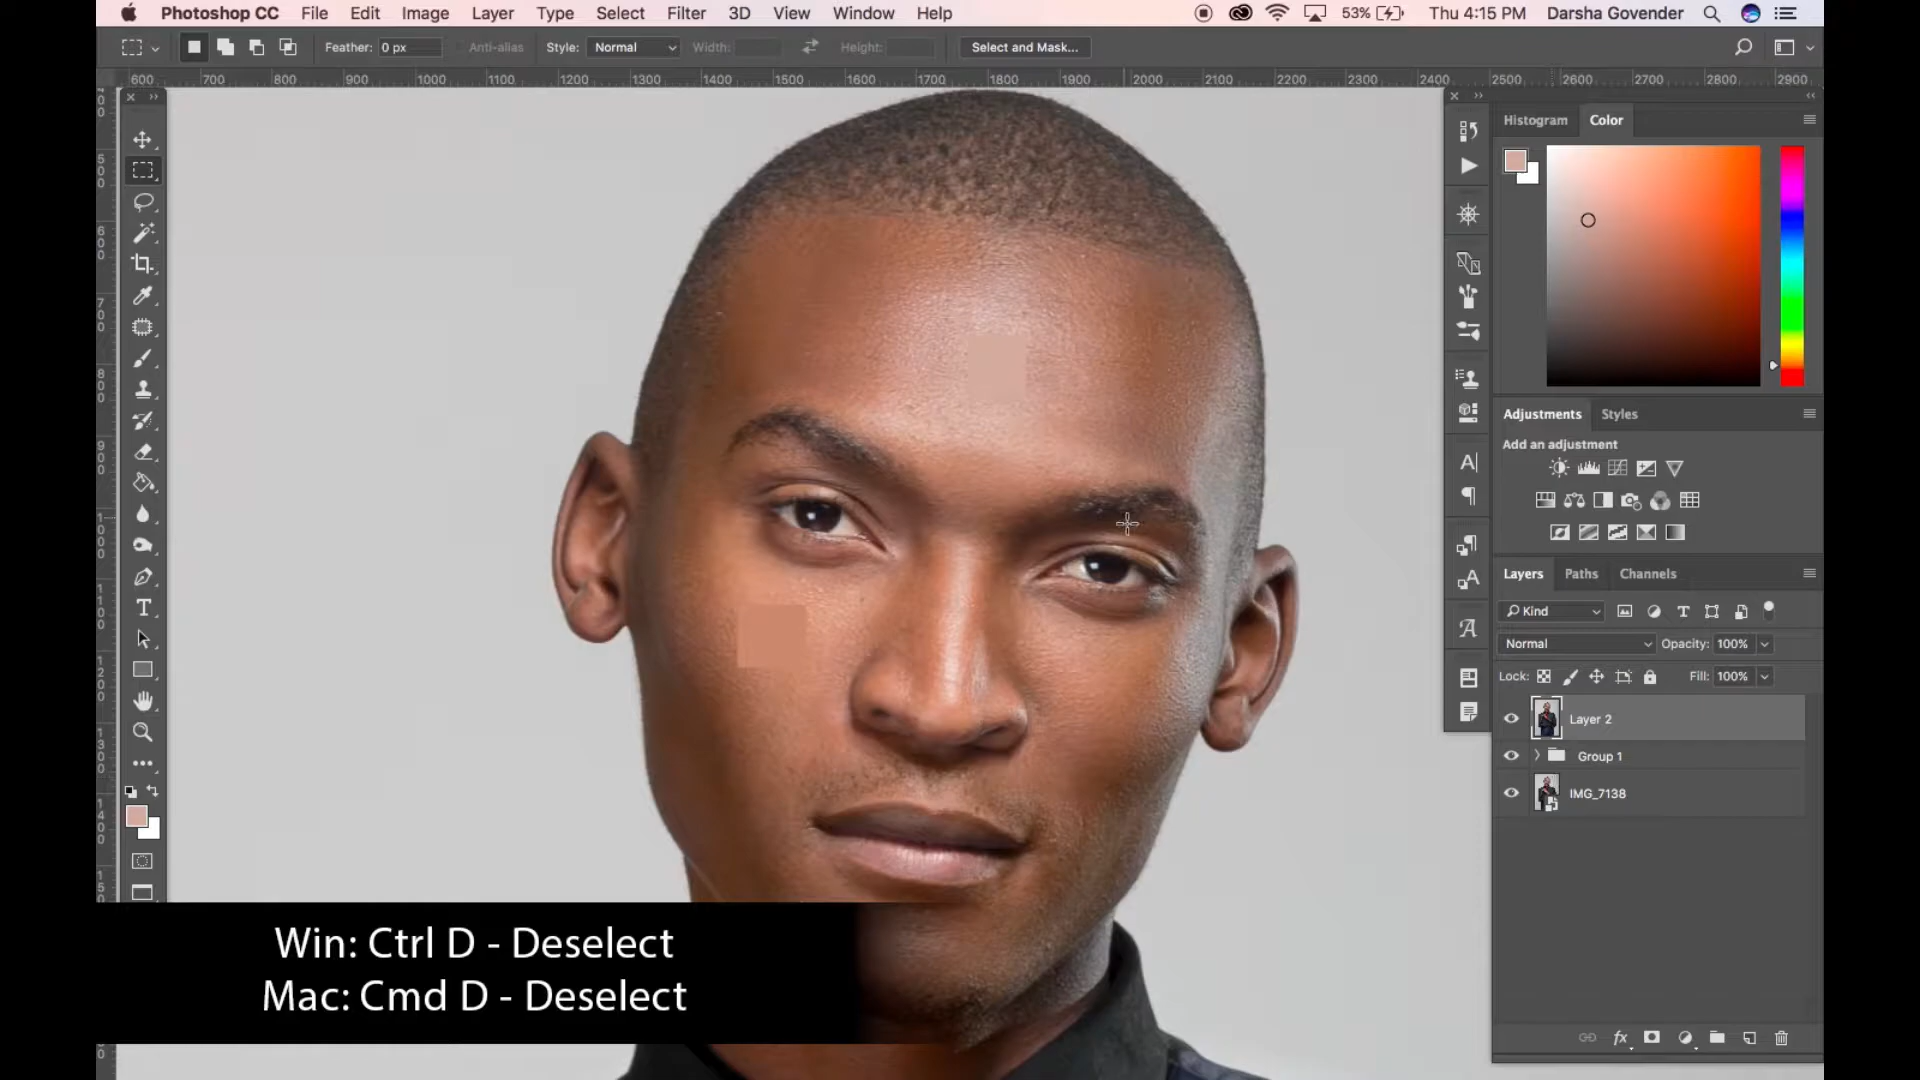 Photoshop CC File Edit Image Layer Type Select Filter 3D View Window Help 53% Thu 4:15 PM Darsha Govender
Feather: 0 px Anti-alias Style: Normal Width: Height: Select and Mask...
600 700 800 900 1000 1100 1200 1300 1400 1500 1600 1700 1800 1900 2000 2100 2200 2300 2400 2500 2600 2700 2800 2900
Histogram Color
Adjustments Styles
Add an adjustment
Layers Paths Channels
Kind
Normal Opacity: 100%
Lock: Fill: 100%
Layer 2
Group 1
IMG_7138
Win: Ctrl D - Deselect
Mac: Cmd D - Deselect